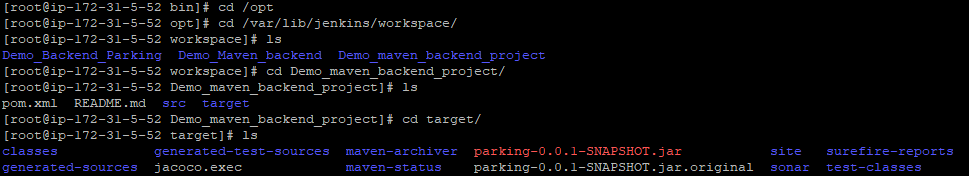 [root@ip-172-31-5-52 bin]# cd /opt
[root@ip-172-31-5-52 opt]# cd /var/lib/jenkins/workspace/
[root@ip-172-31-5-52 workspace]# ls
Demo_Backend_Parking  Demo_Maven_backend  Demo_maven_backend_project
[root@ip-172-31-5-52 workspace]# cd Demo_maven_backend_project/
[root@ip-172-31-5-52 Demo_maven_backend_project]# ls
pom.xml  README.md  src  target
[root@ip-172-31-5-52 Demo_maven_backend_project]# cd target/
[root@ip-172-31-5-52 target]# ls
classes            generated-test-sources  maven-archiver  parking-0.0.1-SNAPSHOT.jar           site   surefire-reports
generated-sources  jacoco.exec             maven-status    parking-0.0.1-SNAPSHOT.jar.original  sonar  test-classes